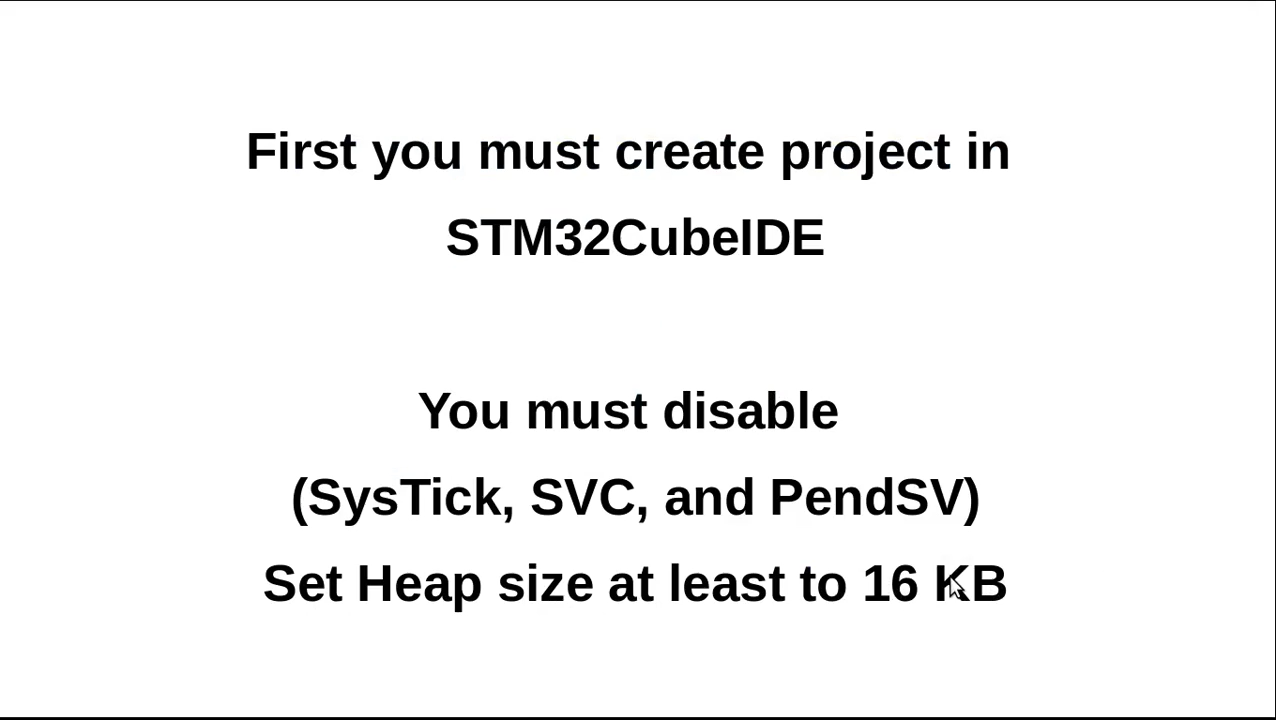 First you must create project in
STM32CubeIDE
You must disable
(SysTick, SVC, and PendSV)
Set Heap size at least to 16 KB